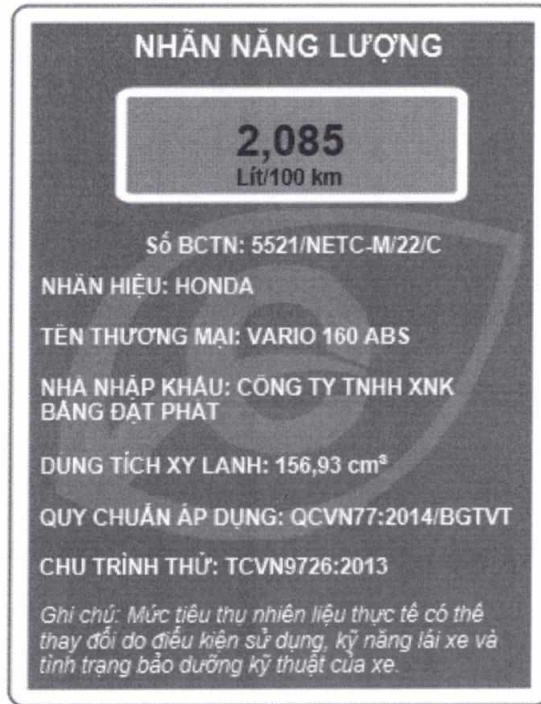 NHÃN NĂNG LƯỢNG
2,085
Lít/100 km
Số BCTN: 5521/NETC-M/22/C
NHÃN HIỆU: HONDA
TÊN THƯƠNG MẠI: VARIO 160 ABS
NHÀ NHẬP KHẨU: CÔNG TY TNHH XNK
BẰNG ĐẠT PHÁT
DUNG TÍCH XY LANH: 156,93 cm³
QUY CHUẨN ÁP DỤNG: QCVN77:2014/BGTVT
CHU TRÌNH THỬ: TCVN9726:2013
Ghi chú: Mức tiêu thụ nhiên liệu thực tế có thể
thay đổi do điều kiện sử dụng, kỹ năng lái xe và
tình trạng bảo dưỡng kỹ thuật của xe.